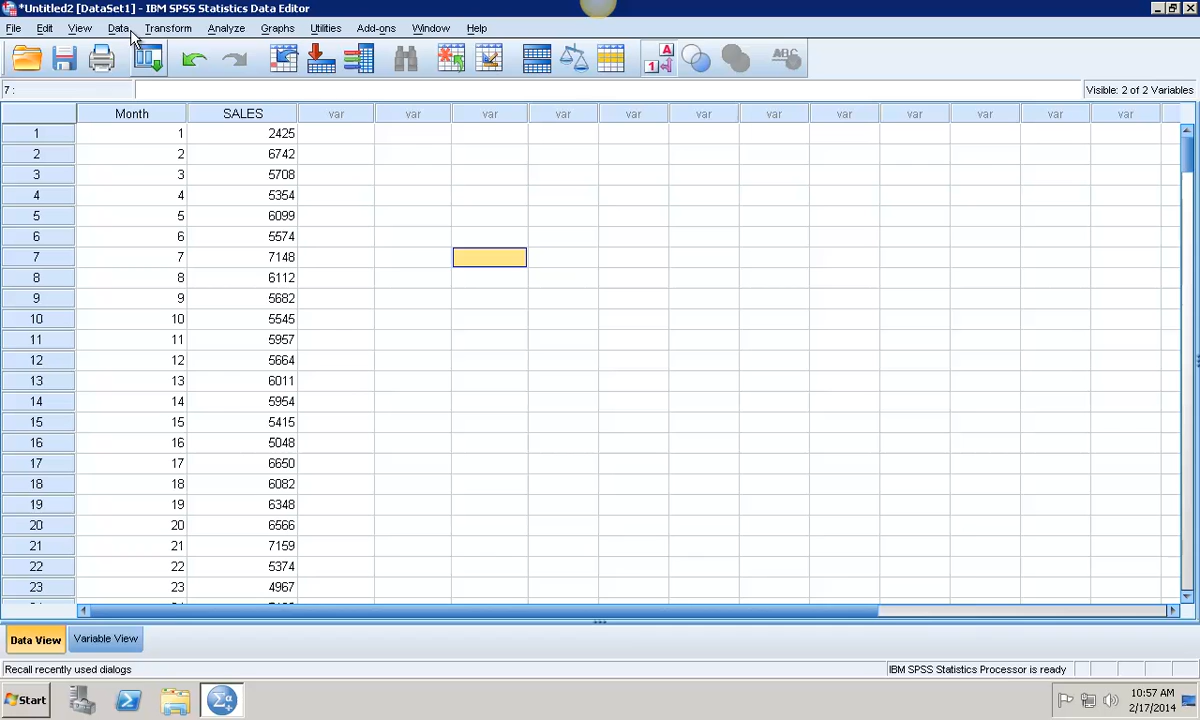 *Untitled2 [DataSet1] - IBM SPSS Statistics Data Editor
File Edit View Data Transform Analyze Graphs Utilities Add-ons Window Help
7 : Visible: 2 of 2 Variables
Month SALES var var var var var var var var var var var var
1 1 2425
2 2 6742
3 3 5708
4 4 5354
5 5 6099
6 6 5574
7 7 7148
8 8 6112
9 9 5682
10 10 5545
11 11 5957
12 12 5664
13 13 6011
14 14 5954
15 15 5415
16 16 5048
17 17 6650
18 18 6082
19 19 6348
20 20 6566
21 21 7159
22 22 5374
23 23 4967
Data View Variable View
Recall recently used dialogs IBM SPSS Statistics Processor is ready
Start 10:57 AM
2/17/2014